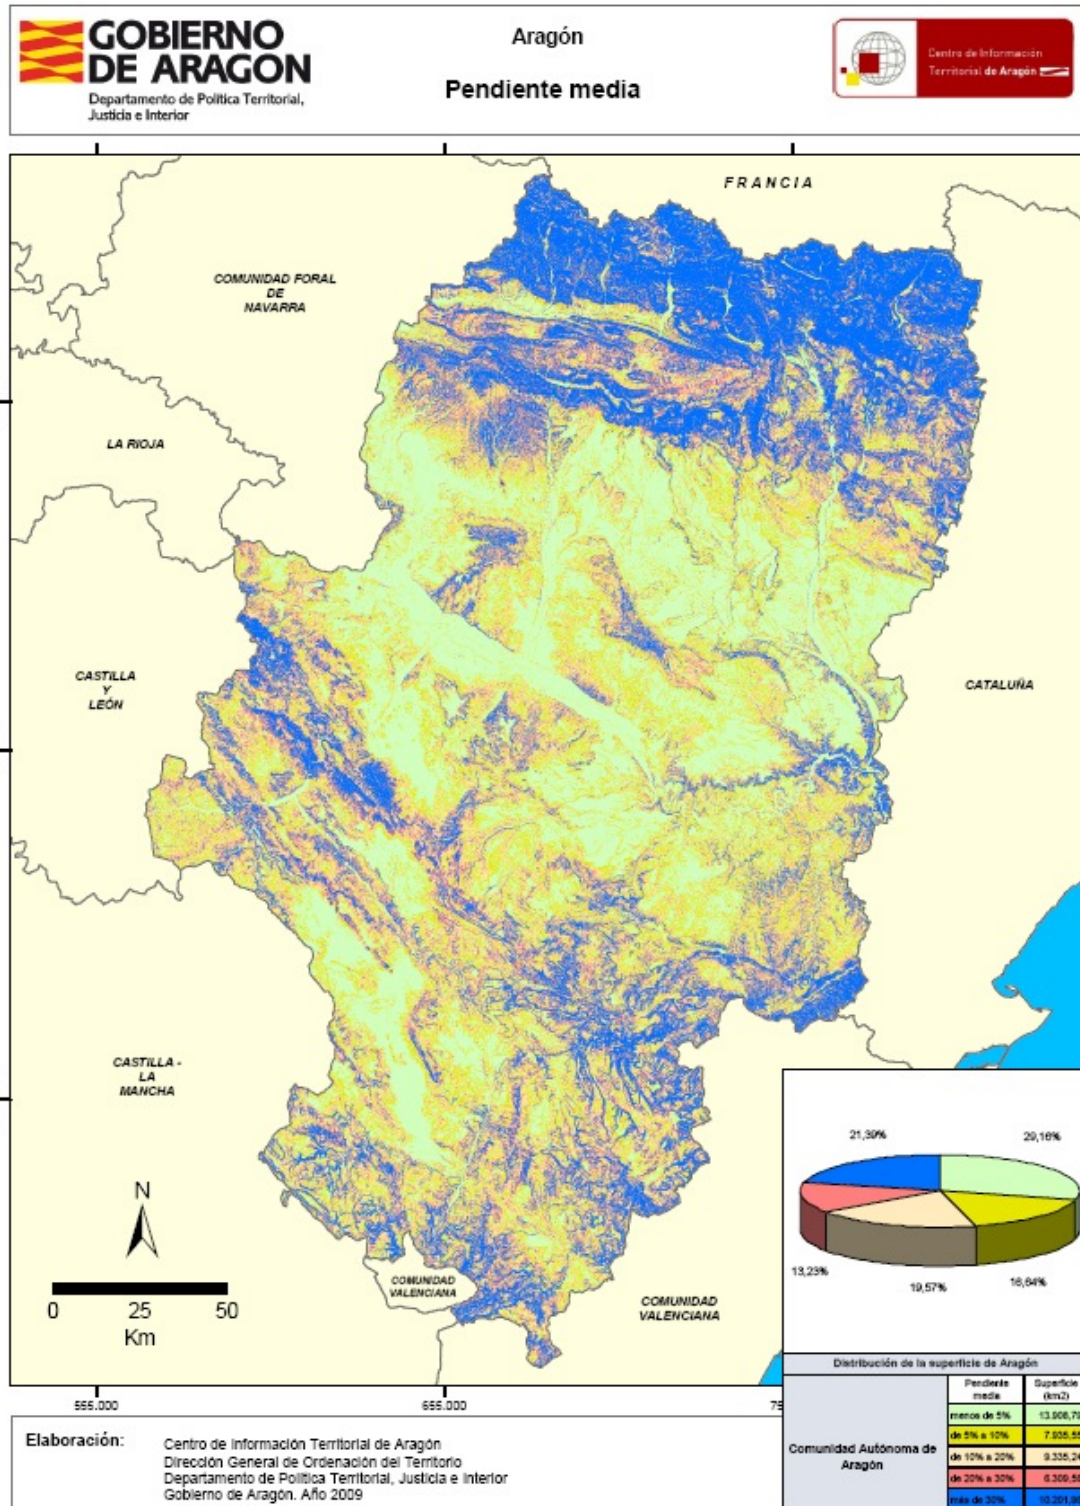 GOBIERNO
DE ARAGON
Departamento de Política Territorial,
Justicia e Interior
Aragón
Pendiente media
Centro de Información
Territorial de Aragón
FRANCIA
COMUNIDAD FORAL
DE
NAVARRA
LA RIOJA
CASTILLA
Y
LEÓN
CATALUÑA
CASTILLA -
LA
MANCHA
N
0 25 50
Km
COMUNIDAD
VALENCIANA
COMUNIDAD
VALENCIANA
21,39%
29,16%
13,23%
19,57%
16,64%
Distribución de la superficie de Aragón
Pendiente
media
Superficie
(km2)
Comunidad Autónoma de
Aragón
menos de 5%
de 5% a 10%
de 10% a 20%
de 20% a 30%
más de 30%
555.000
655.000
Elaboración:
Centro de Información Territorial de Aragón
Dirección General de Ordenación del Territorio
Departamento de Política Territorial, Justicia e Interior
Gobierno de Aragón. Año 2009